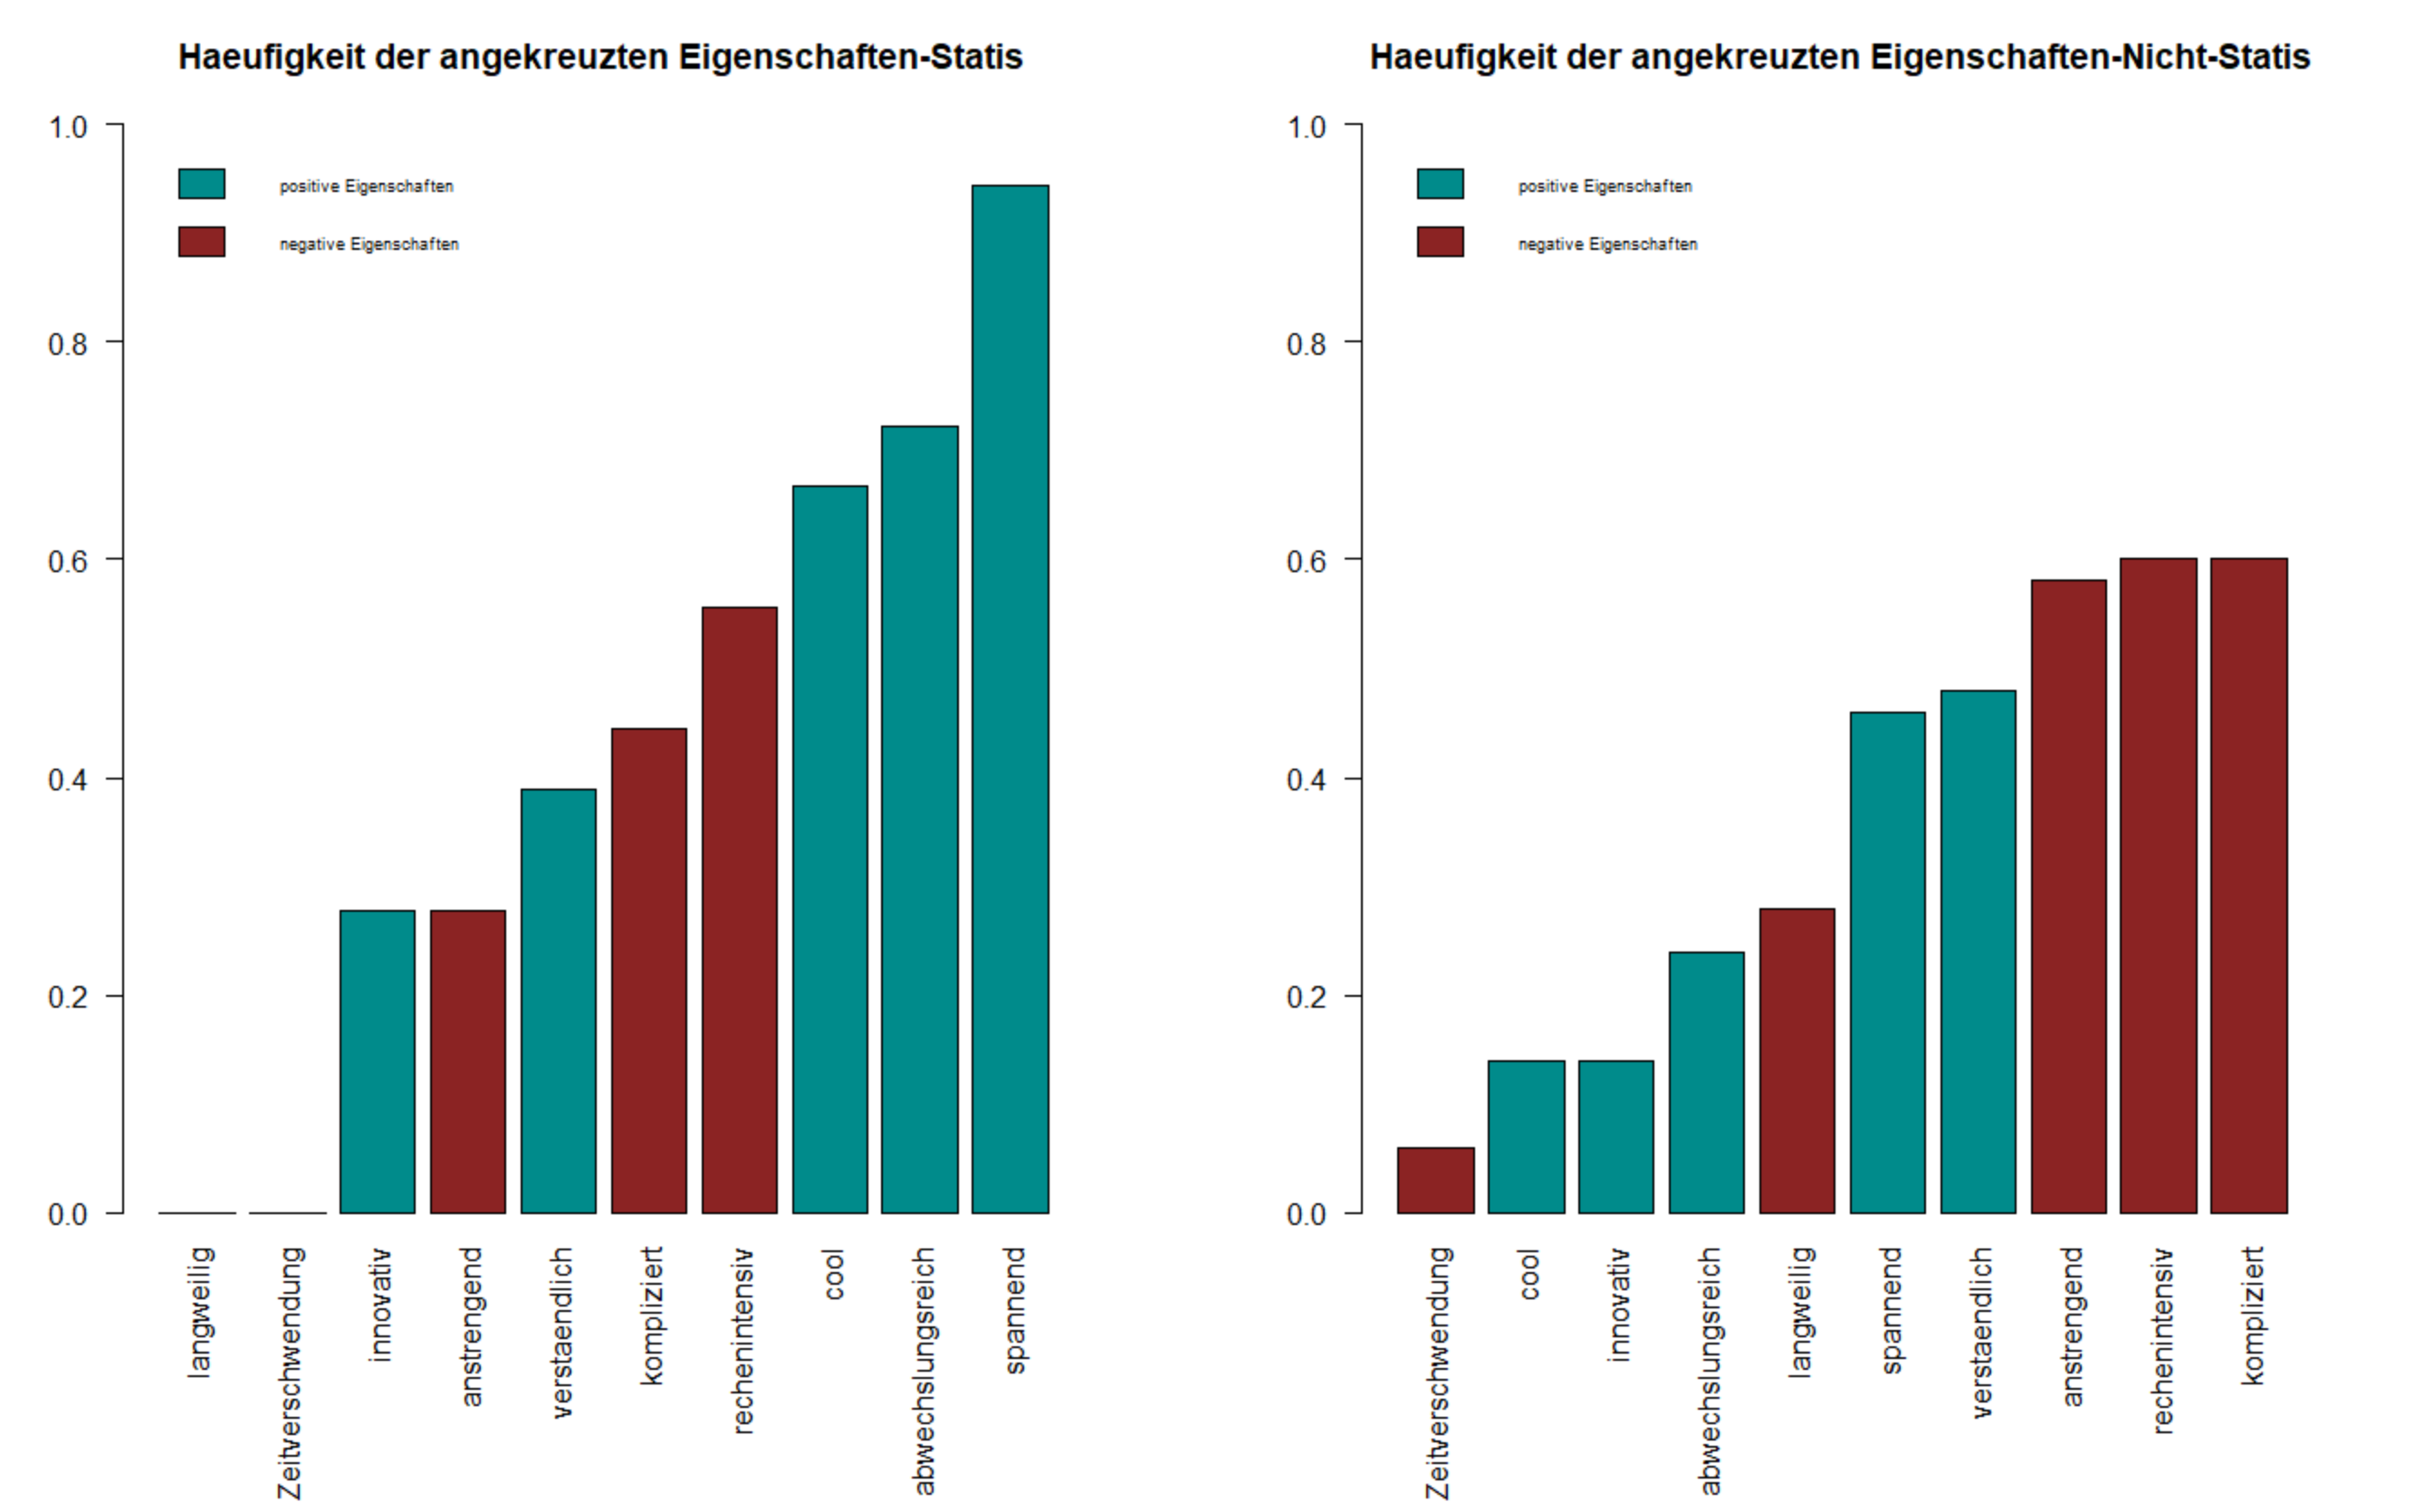 Haeufigkeit der angekreuzten Eigenschaften-Statis
1.0
0.8
0.6
0.4
0.2
0.0
positive Eigenschaften
negative Eigenschaften
langweilig
Zeitverschwendung
innovativ
anstrengend
verstaendlich
kompliziert
rechenintensiv
cool
abwechslungsreich
spannend
Haeufigkeit der angekreuzten Eigenschaften-Nicht-Statis
1.0
0.8
0.6
0.4
0.2
0.0
positive Eigenschaften
negative Eigenschaften
Zeitverschwendung
cool
innovativ
abwechslungsreich
langweilig
spannend
verstaendlich
anstrengend
rechenintensiv
kompliziert